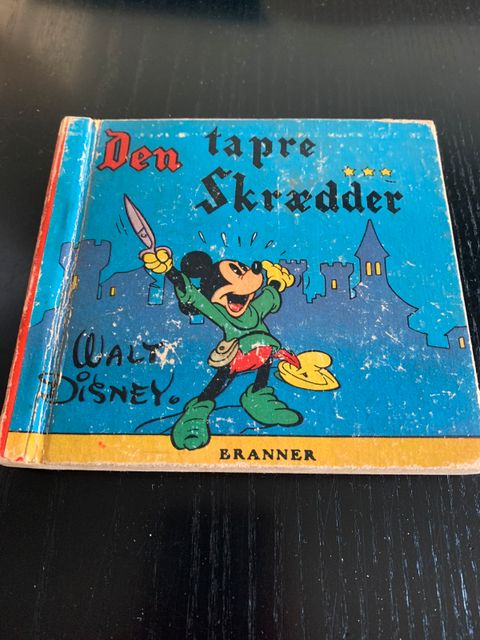 Den tapre
Skrædder
WALT
DISNEY.
BRANNER